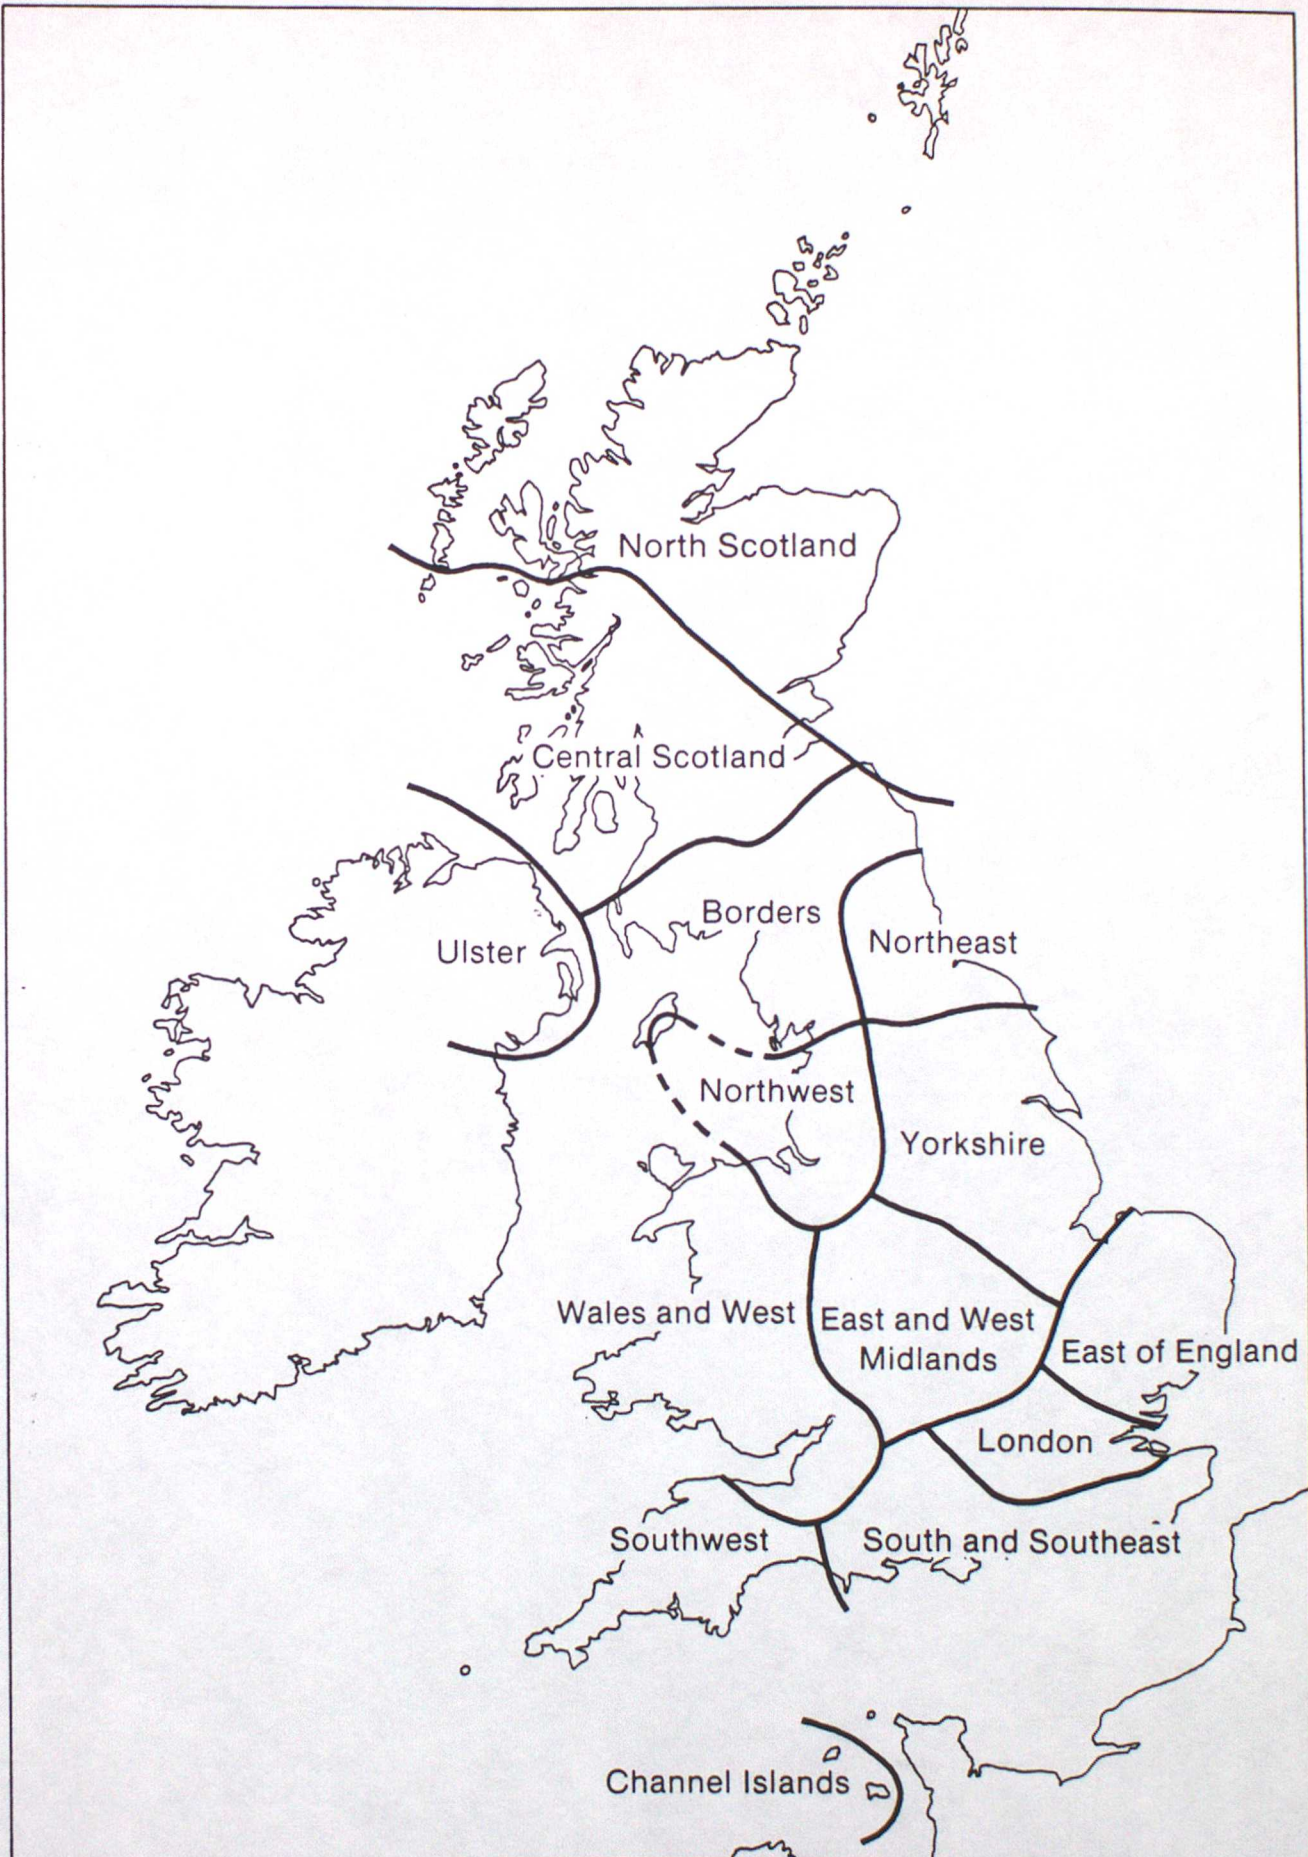 North Scotland
Central Scotland
Borders
Northeast
Ulster
Northwest
Yorkshire
Wales and West
East and West
Midlands
East of England
London
Southwest
South and Southeast
Channel Islands